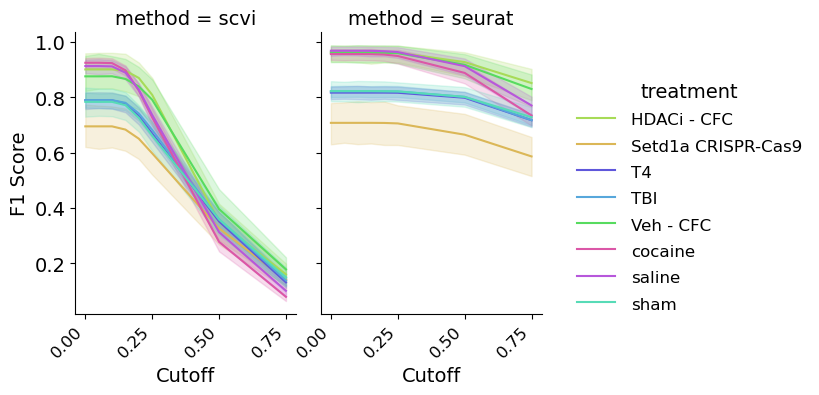 method = scvi
method = seurat
F1 Score
1.0
0.8
0.6
0.4
0.2
0.00
0.25
0.50
0.75
Cutoff
0.00
0.25
0.50
0.75
Cutoff
treatment
HDACi - CFC
Setd1a CRISPR-Cas9
T4
TBI
Veh - CFC
cocaine
saline
sham